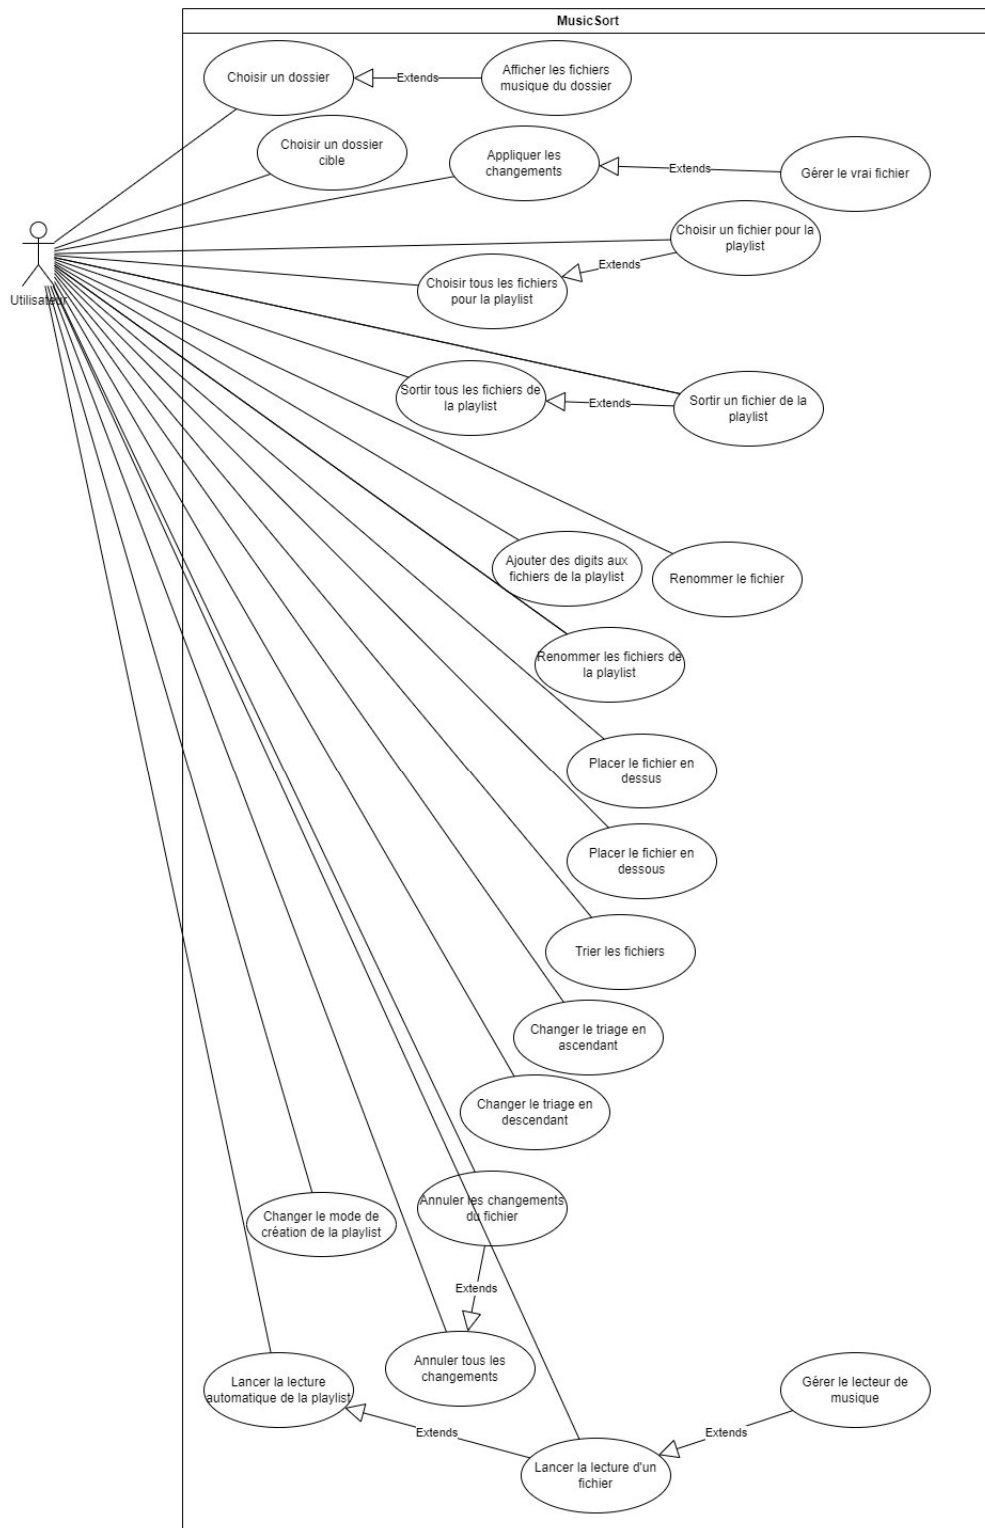 MusicSort
Choisir un dossier
Extends
Afficher les fichiers
musique du dossier
Choisir un dossier
cible
Appliquer les
changements
Extends
Gérer le vrai fichier
Choisir un fichier pour la
playlist
Extends
Choisir tous les fichiers
pour la playlist
Utilisateur
Sortir tous les fichiers de
la playlist
Extends
Sortir un fichier de la
playlist
Ajouter des digits aux
fichiers de la playlist
Renommer le fichier
Renommer les fichiers de
la playlist
Placer le fichier en
dessus
Placer le fichier en
dessous
Trier les fichiers
Changer le triage en
ascendant
Changer le triage en
descendant
Annuler les changements
du fichier
Changer le mode de
création de la playlist
Extends
Annuler tous les
changements
Lancer la lecture
automatique de la playlist
Gérer le lecteur de
musique
Extends
Extends
Lancer la lecture d'un
fichier